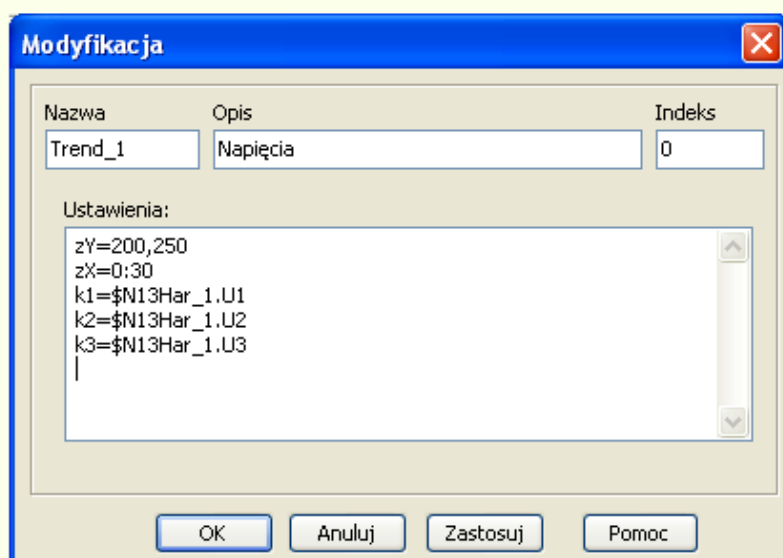 Modyfikacja
Nazwa Opis Indeks
Trend_1 Napięcia 0
Ustawienia:
zY=200,250
zX=0:30
k1=$N13Har_1.U1
k2=$N13Har_1.U2
k3=$N13Har_1.U3
OK Anuluj Zastosuj Pomoc